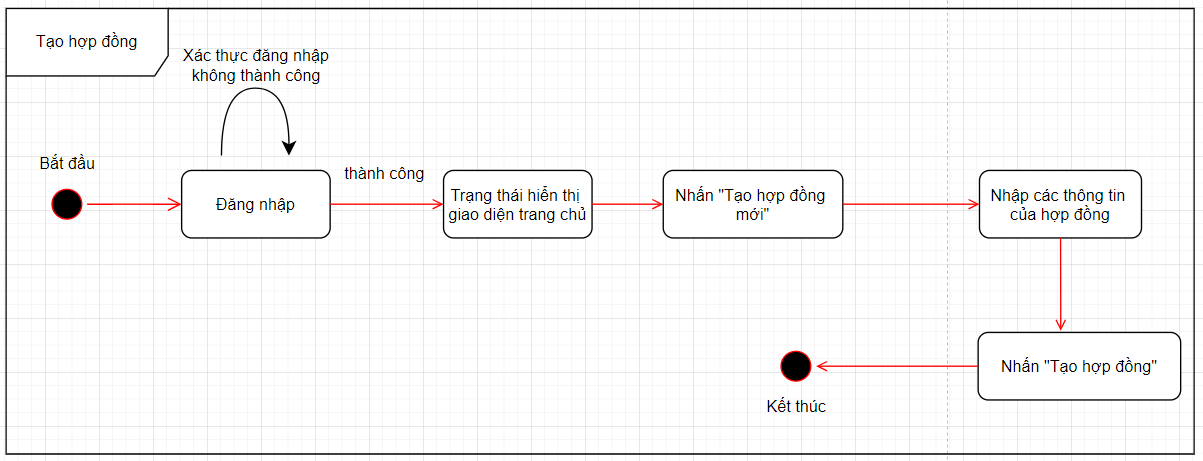 Tạo hợp đồng
Xác thực đăng nhập
không thành công
Bắt đầu
thành công
Đăng nhập
Trạng thái hiển thị
giao diện trang chủ
Nhấn "Tạo hợp đồng
mới"
Nhập các thông tin
của hợp đồng
Nhấn "Tạo hợp đồng"
Kết thúc